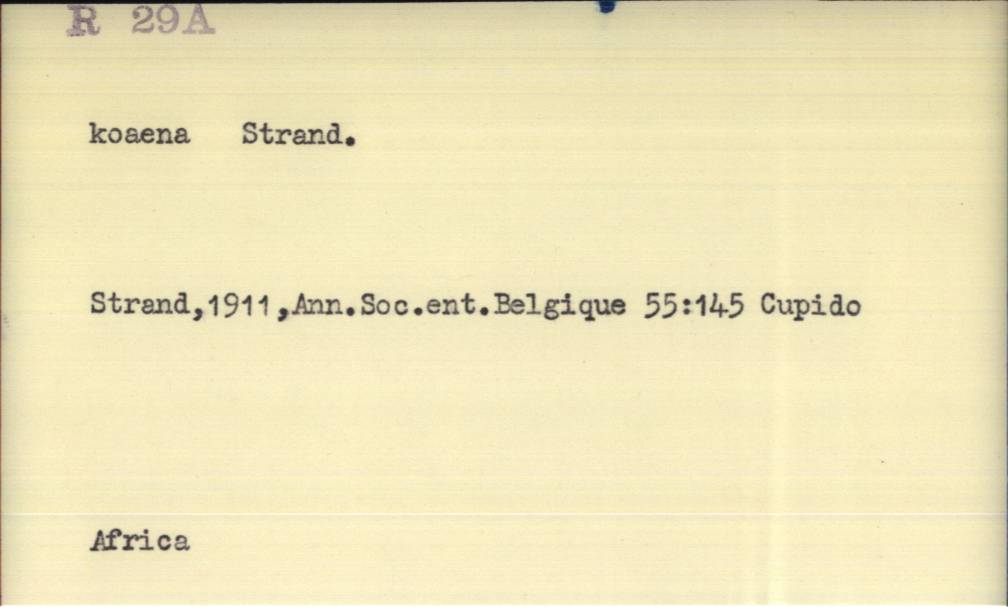 R 29A
koaena Strand.
Strand,1911,Ann.Soc.ent.Belgique 55:145 Cupido
Africa